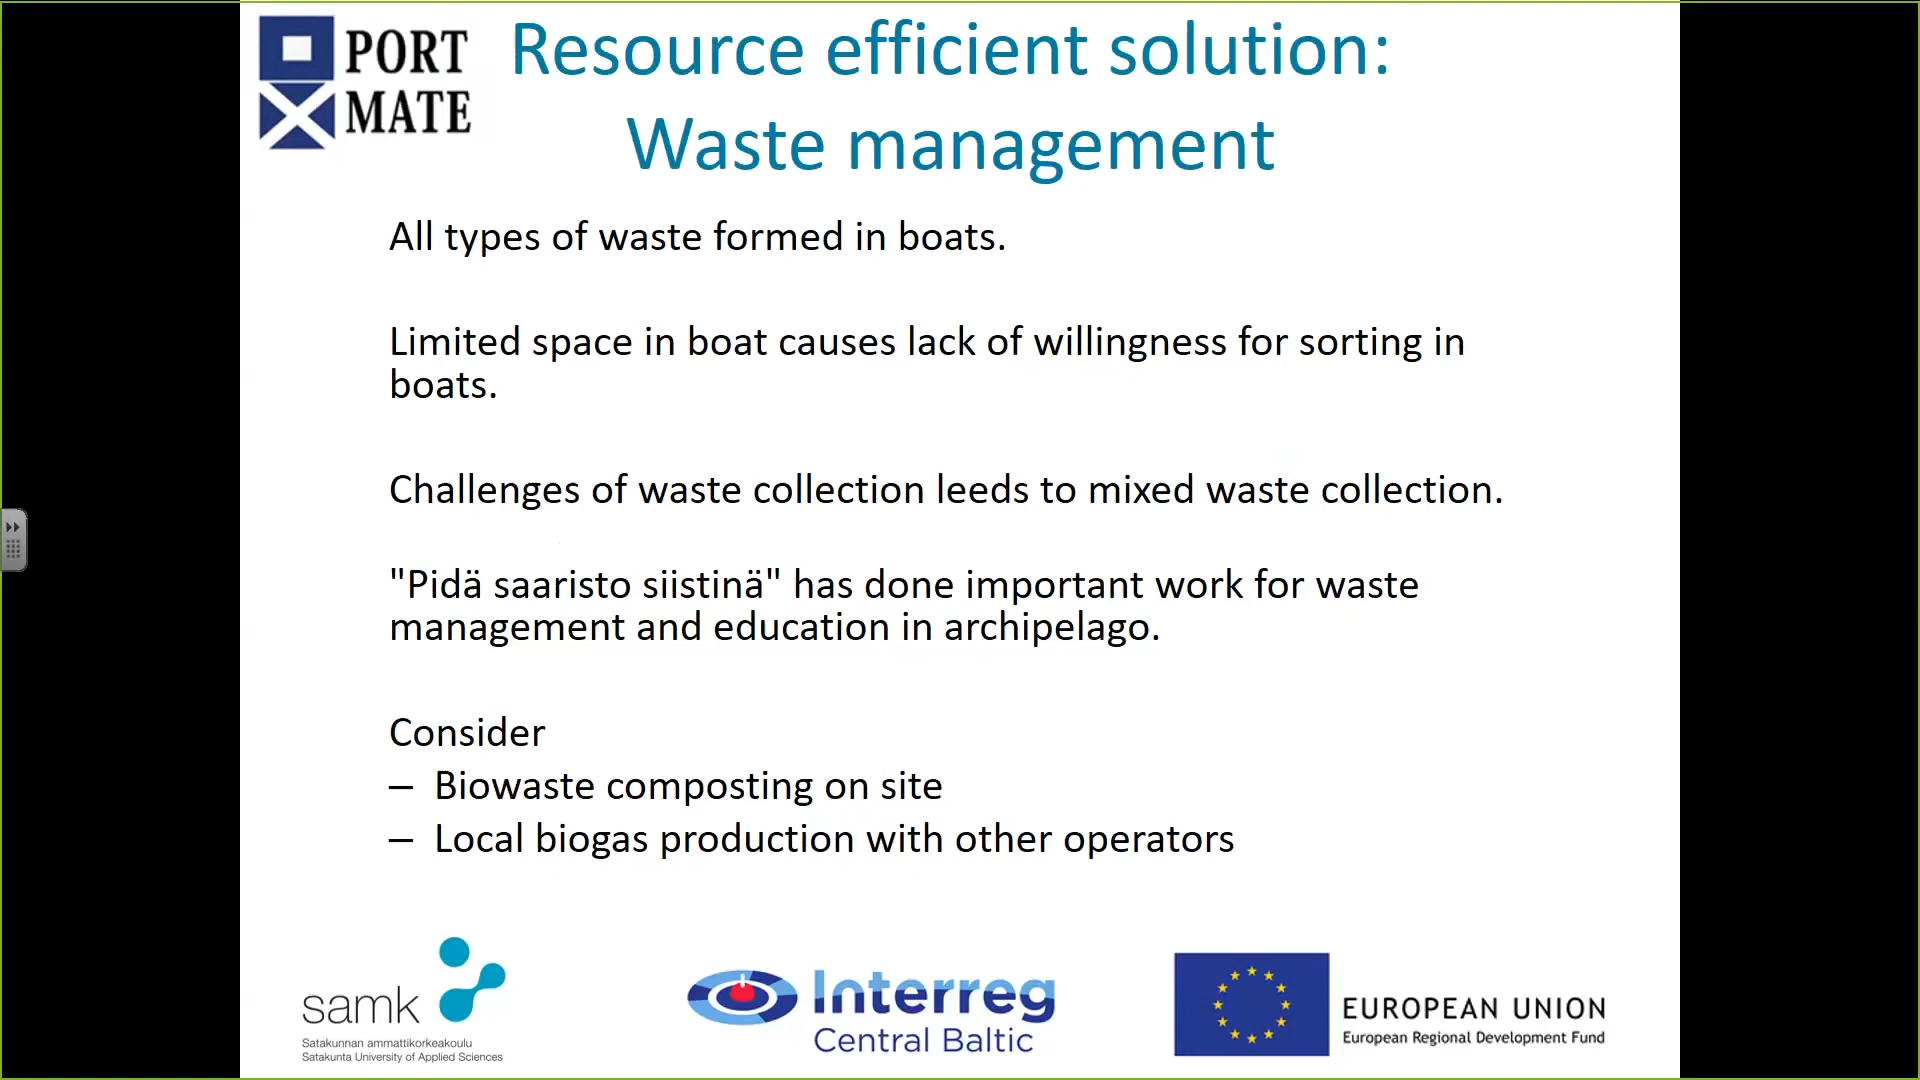 PORT
MATE
Resource efficient solution:
Waste management
All types of waste formed in boats.
Limited space in boat causes lack of willingness for sorting in
boats.
Challenges of waste collection leeds to mixed waste collection.
"Pidä saaristo siistinä" has done important work for waste
management and education in archipelago.
Consider
– Biowaste composting on site
– Local biogas production with other operators
samk
Satakunnan ammattikorkeakoulu
Satakunta University of Applied Sciences
Interreg
Central Baltic
EUROPEAN UNION
European Regional Development Fund